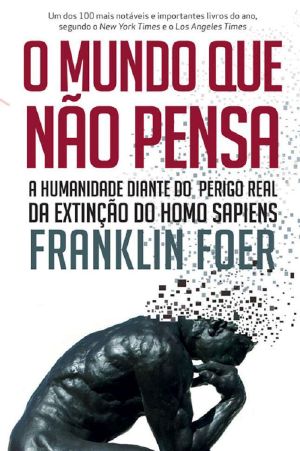 Um dos 100 mais notáveis e importantes livros do ano,
segundo o New York Times e o Los Angeles Times
O MUNDO QUE
NÃO PENSA
A HUMANIDADE DIANTE DO PERIGO REAL
DA EXTINÇÃO DO HOMO SAPIENS
FRANKLIN FOER